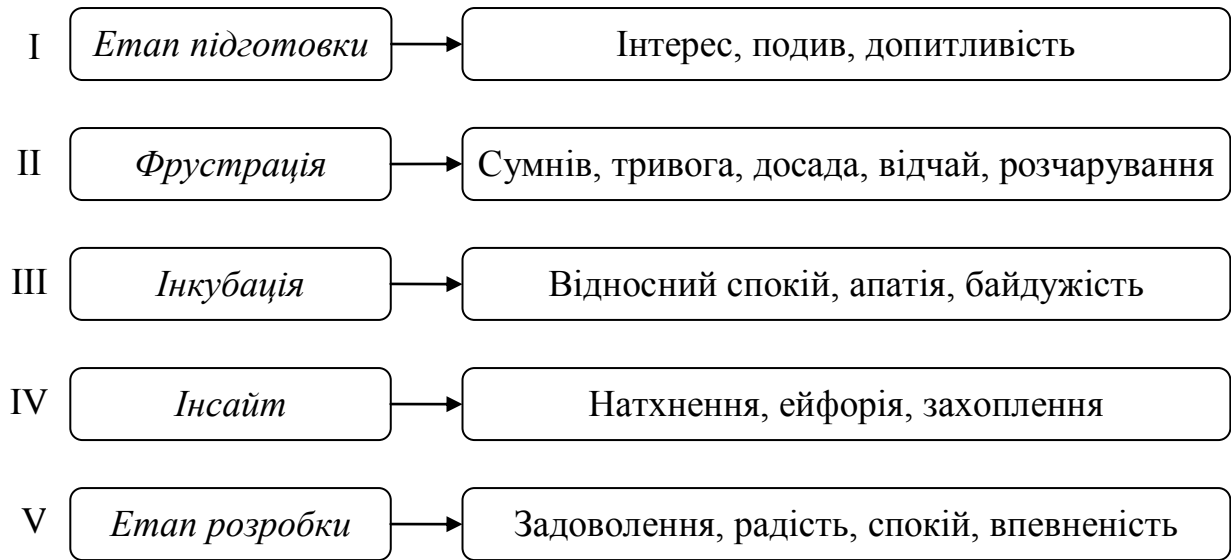 I Етап підготовки Інтерес, подив, допитливість
II Фрустрація Сумнів, тривога, досада, відчай, розчарування
III Інкубація Відносний спокій, апатія, байдужість
IV Інсайт Натхнення, ейфорія, захоплення
V Етап розробки Задоволення, радість, спокій, впевненість